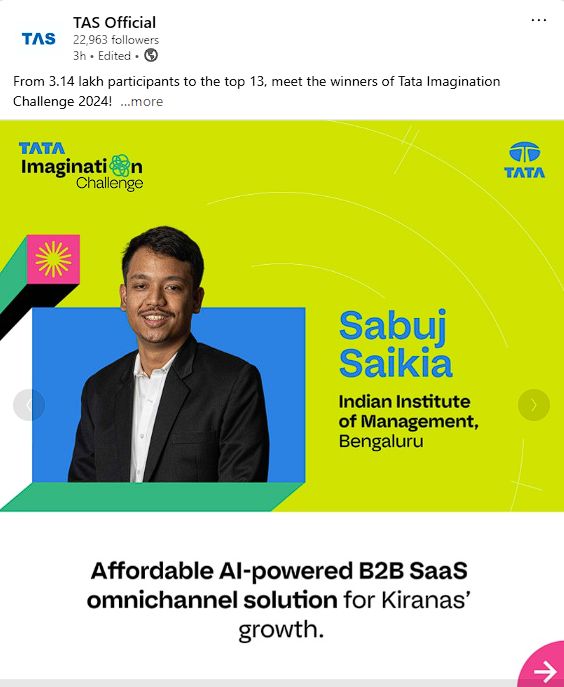 TAS
TAS Official
22,963 followers
3h • Edited •
From 3.14 lakh participants to the top 13, meet the winners of Tata Imagination
Challenge 2024! ...more
TATA
Imagination
Challenge
TATA
Sabuj
Saikia
Indian Institute
of Management,
Bengaluru
Affordable AI-powered B2B SaaS
omnichannel solution for Kiranas’
growth.